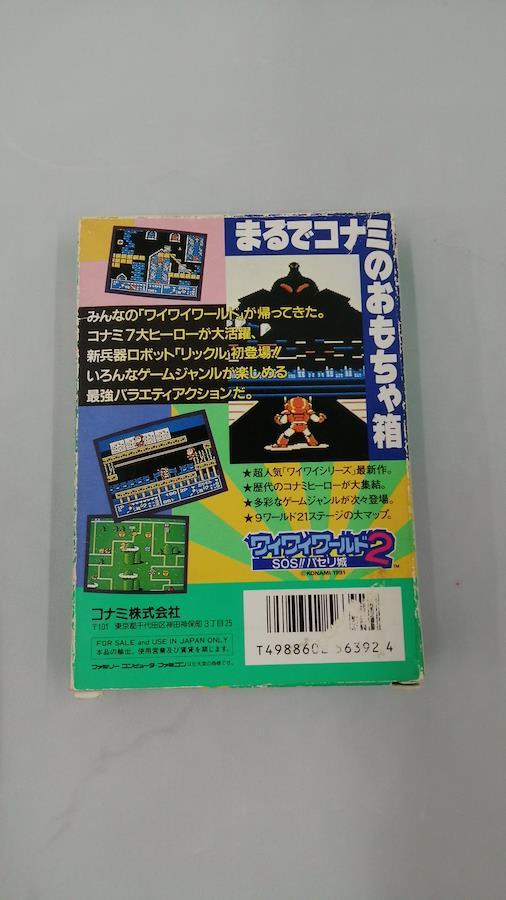 まるでコナミのおもちゃ箱
みんなの「ワイワイワールド」が帰ってきた。
コナミ7大ヒーローが大活躍、
新兵器ロボット「リックル」初登場!!
いろんなゲームジャンルが楽しめる
最強バラエティアクションだ。
★超人気「ワイワイシリーズ」最新作。
★歴代のコナミヒーローが大集結。
★多彩なゲームジャンルが次々登場。
★9ワールド21ステージの大マップ。
ワイワイワールド2
SOS!!パセリ城
TM
©KONAMI 1991
コナミ株式会社
〒101 東京都千代田区神田神保町3丁目25
FOR SALE and USE IN JAPAN ONLY
本品の輸出、使用営業及び賃貸を禁じます。
ファミリーコンピュータ・ファミコンは任天堂の商標です。
T4988602 56392 4